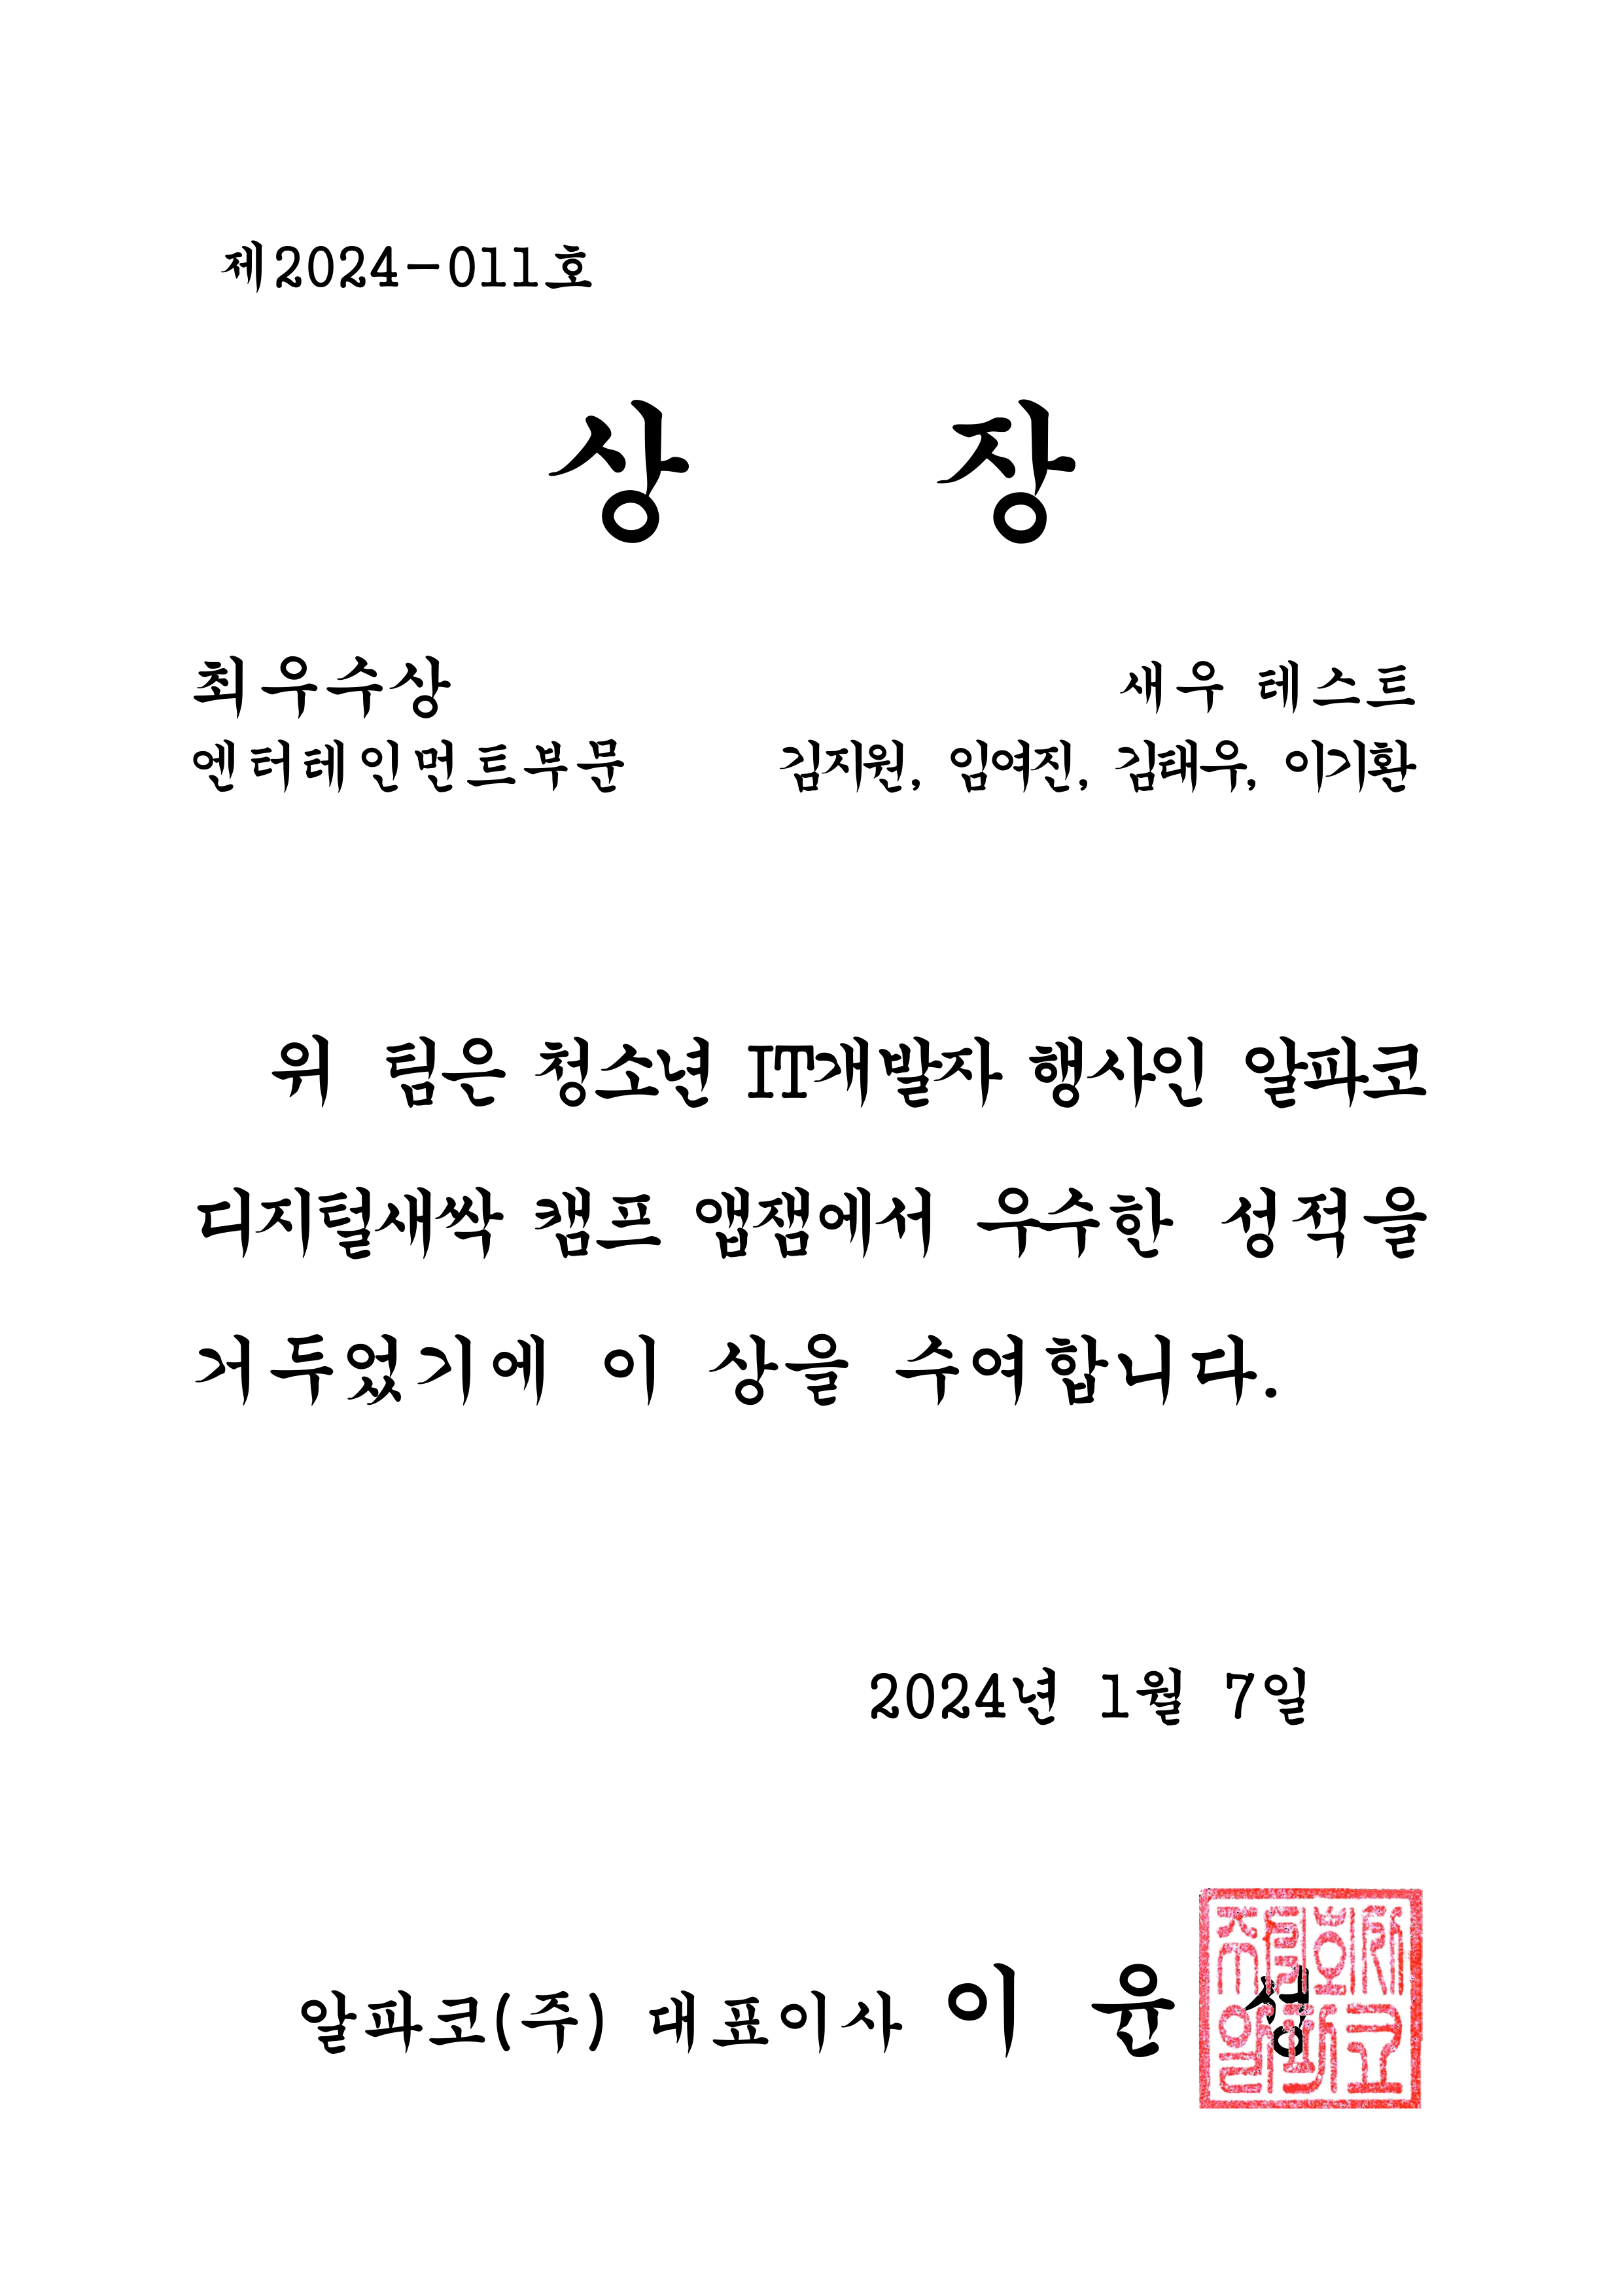 제2024-011호
상 장
최우수상
새우 테스트
엔터테인먼트부문
김지원, 임여진, 김태우, 이기환
위 팀은 청소년 IT개발자 행사인 알파코
디지털새싹 캠프 앱잼에서 우수한 성적을
거두었기에 이 상을 수여합니다.
2024년 1월 7일
알파코(주) 대표이사 이 윤 성
주식회사
알파코